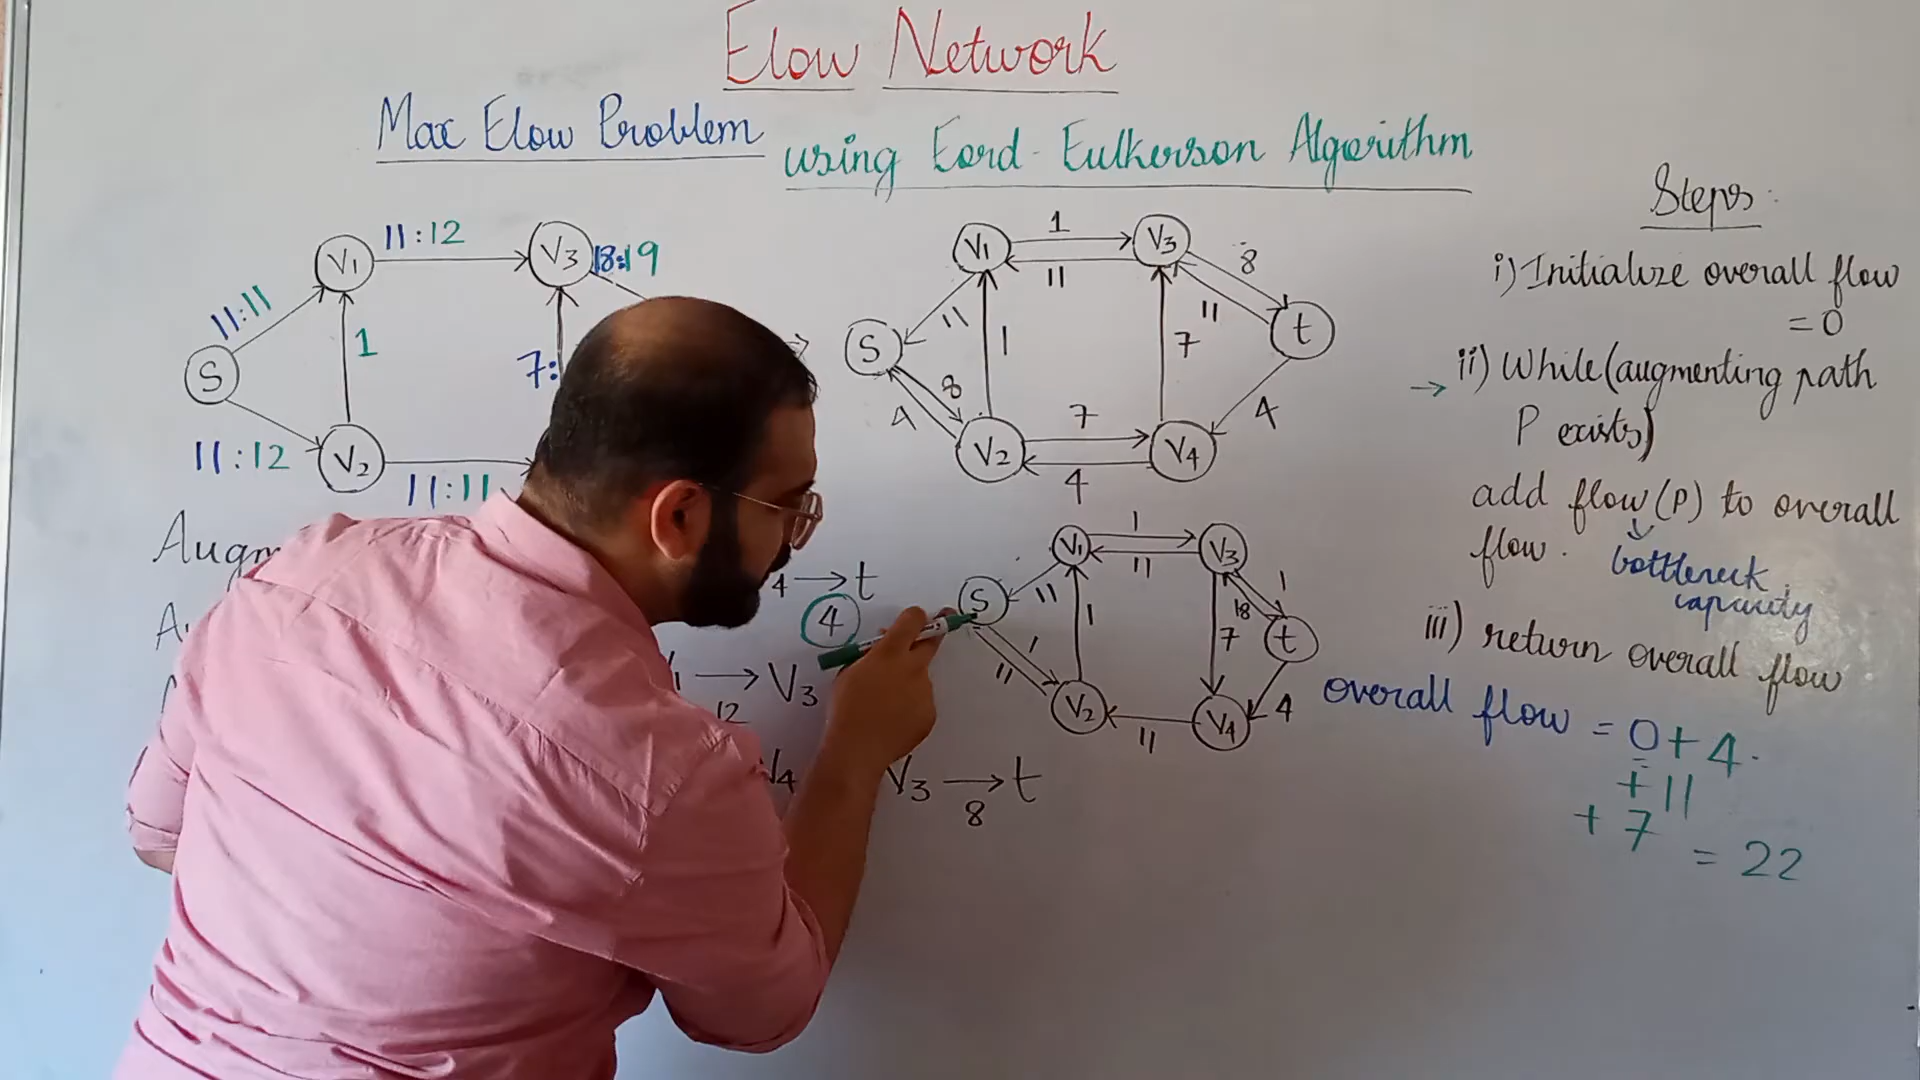 Flow Network
Max Flow Problem using Ford-Fulkerson Algorithm
11:12
V1
V3
18:19
11:11
1
7:
S
11:12
V2
11:11
1
V1
V3
11
8
11
11
t
S
1
7
8
4
7
4
V2
V4
4
Steps:
i) Initialize overall flow
= 0
→ ii) While (augmenting path
P exists)
add flow (P) to overall
flow.
bottleneck
capacity
iii) return overall flow
overall flow = 0 + 4.
+ 11
+ 7
= 22
Augm
4 → t
4
→ V3
12
V4
V3 → t
8
1
V1
V3
11
11
1
S
1
18
7
t
1
11
V2
V4
4
11